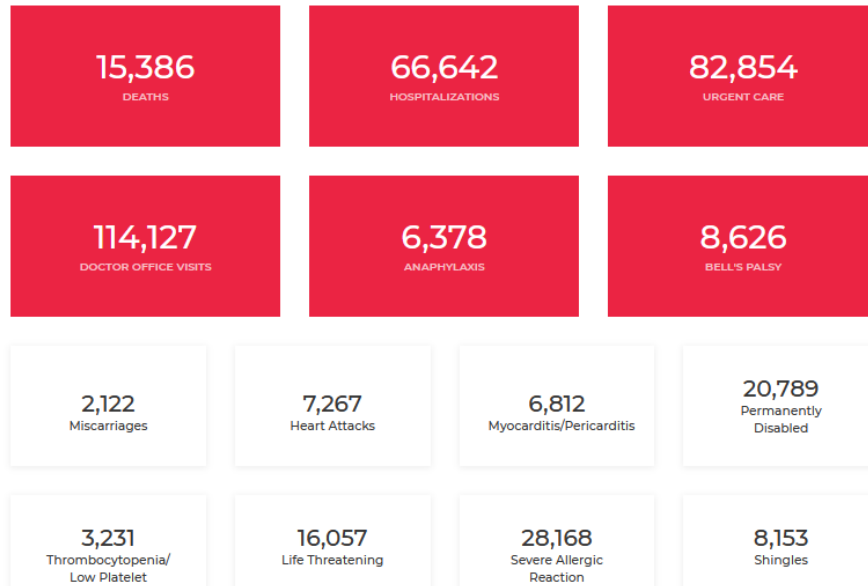 15,386
DEATHS
66,642
HOSPITALIZATIONS
82,854
URGENT CARE
114,127
DOCTOR OFFICE VISITS
6,378
ANAPHYLAXIS
8,626
BELL'S PALSY
2,122
Miscarriages
7,267
Heart Attacks
6,812
Myocarditis/Pericarditis
20,789
Permanently
Disabled
3,231
Thrombocytopenia/
Low Platelet
16,057
Life Threatening
28,168
Severe Allergic
Reaction
8,153
Shingles